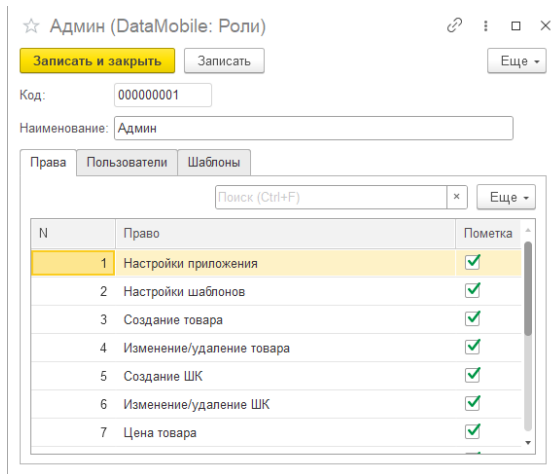 Админ (DataMobile: Роли)
Записать и закрыть Записать Еще
Код: 000000001
Наименование: Админ
Права Пользователи Шаблоны
Поиск (Ctrl+F) × Еще
N Право Пометка
1 Настройки приложения
2 Настройки шаблонов
3 Создание товара
4 Изменение/удаление товара
5 Создание ШК
6 Изменение/удаление ШК
7 Цена товара